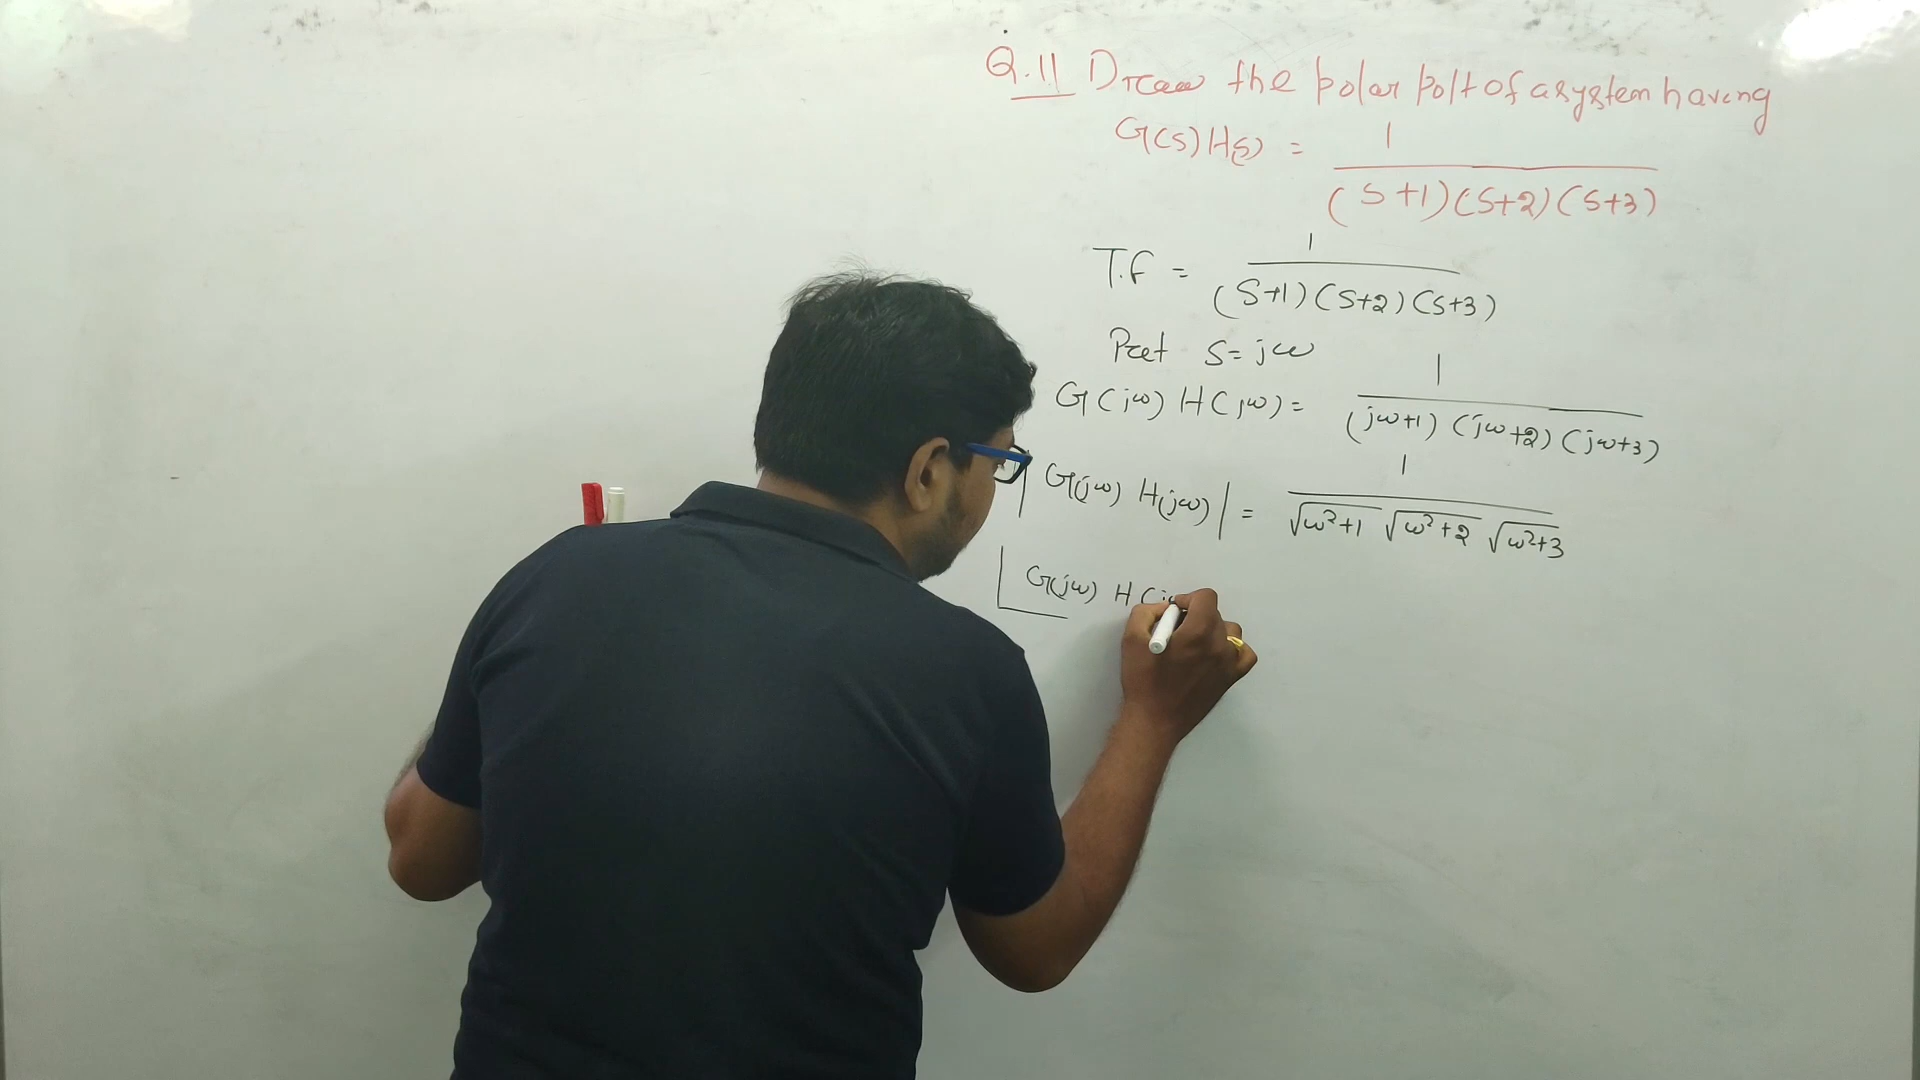 Q.11 Draw the polar polt of a system having
G(s)H(s) = 1 / (S+1)(S+2)(S+3)
T.F = 1 / (S+1)(S+2)(S+3)
Put S=jω
G(jω) H(jω) = 1 / (jω+1)(jω+2)(jω+3)
|G(jω) H(jω)| = 1 / √ω²+1 √ω²+2 √ω²+3
G(jω) H(j